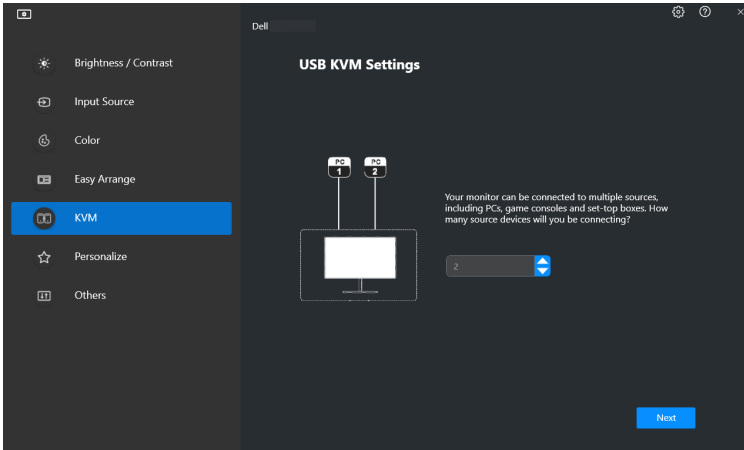 Dell
Brightness / Contrast
Input Source
Color
Easy Arrange
KVM
Personalize
Others
USB KVM Settings
PC
1
PC
2
Your monitor can be connected to multiple sources,
including PCs, game consoles and set-top boxes. How
many source devices will you be connecting?
2
Next